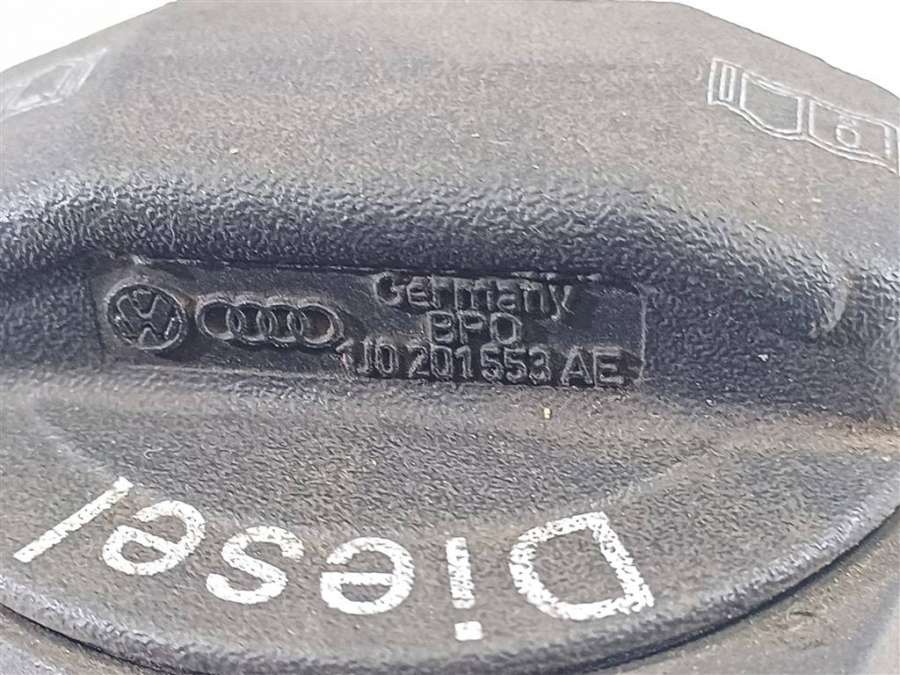 Germany
BPO
1J0 201 553 AE
Diesel